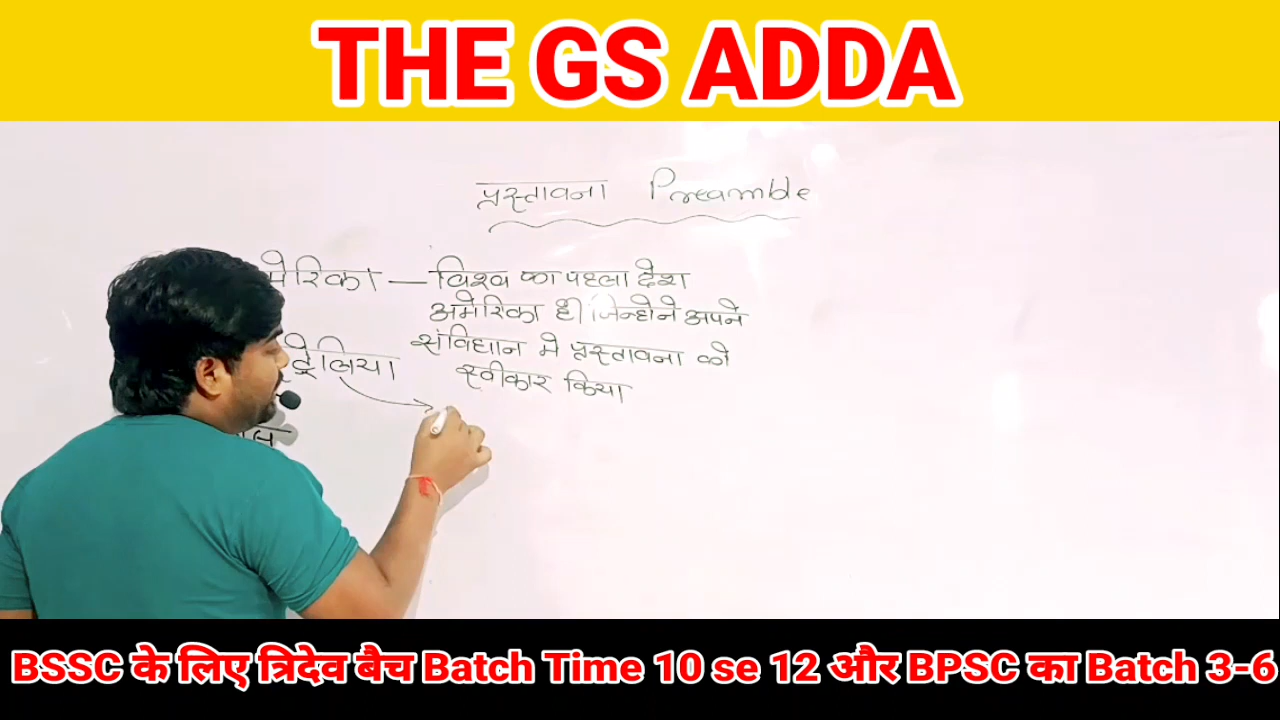 THE GS ADDA
प्रस्तावना Preamble
मेरिका — विश्व का पहला देश
अमेरिका ही जिन्होने अपने
संविधान मे प्रस्तावना को
ट्रेलिया स्वीकार किया
BSSC के लिए त्रिदेव बैच Batch Time 10 se 12 और BPSC का Batch 3-6